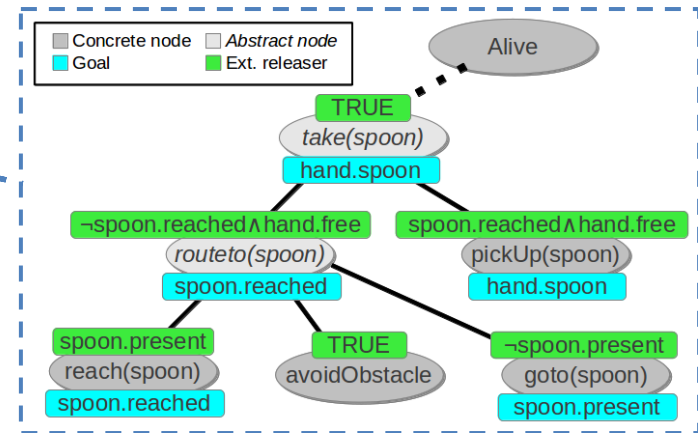 Concrete node Abstract node
Goal Ext. releaser
Alive
TRUE
take(spoon)
hand.spoon
¬spoon.reached∧hand.free spoon.reached∧hand.free
routeto(spoon) pickUp(spoon)
spoon.reached hand.spoon
spoon.present TRUE ¬spoon.present
reach(spoon) avoidObstacle goto(spoon)
spoon.reached spoon.present